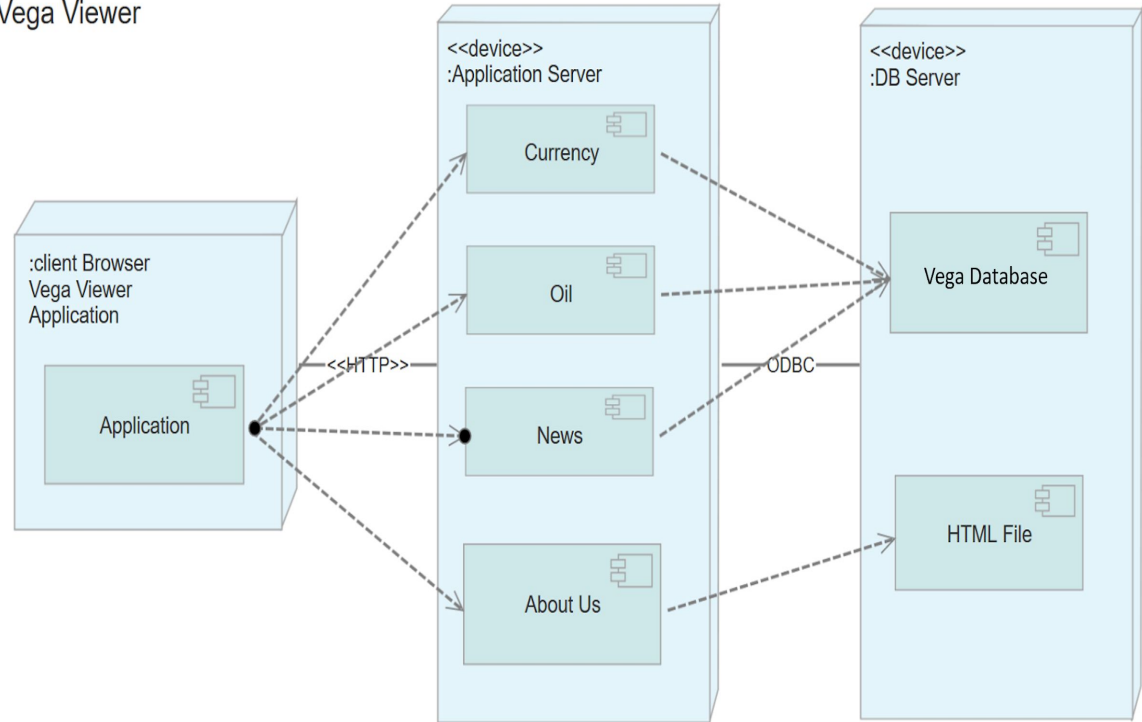 Vega Viewer
<<device>>
:Application Server
<<device>>
:DB Server
Currency
:client Browser
Vega Viewer
Application
Oil
Vega Database
<<HTTP>>
ODBC
Application
News
HTML File
About Us